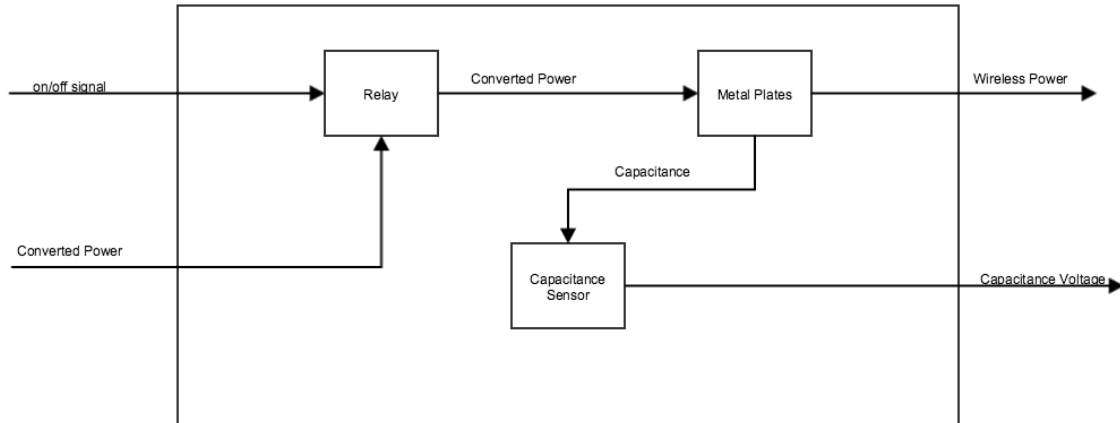 on/off signal
Relay
Converted Power
Metal Plates
Wireless Power
Capacitance
Converted Power
Capacitance
Sensor
Capacitance Voltage